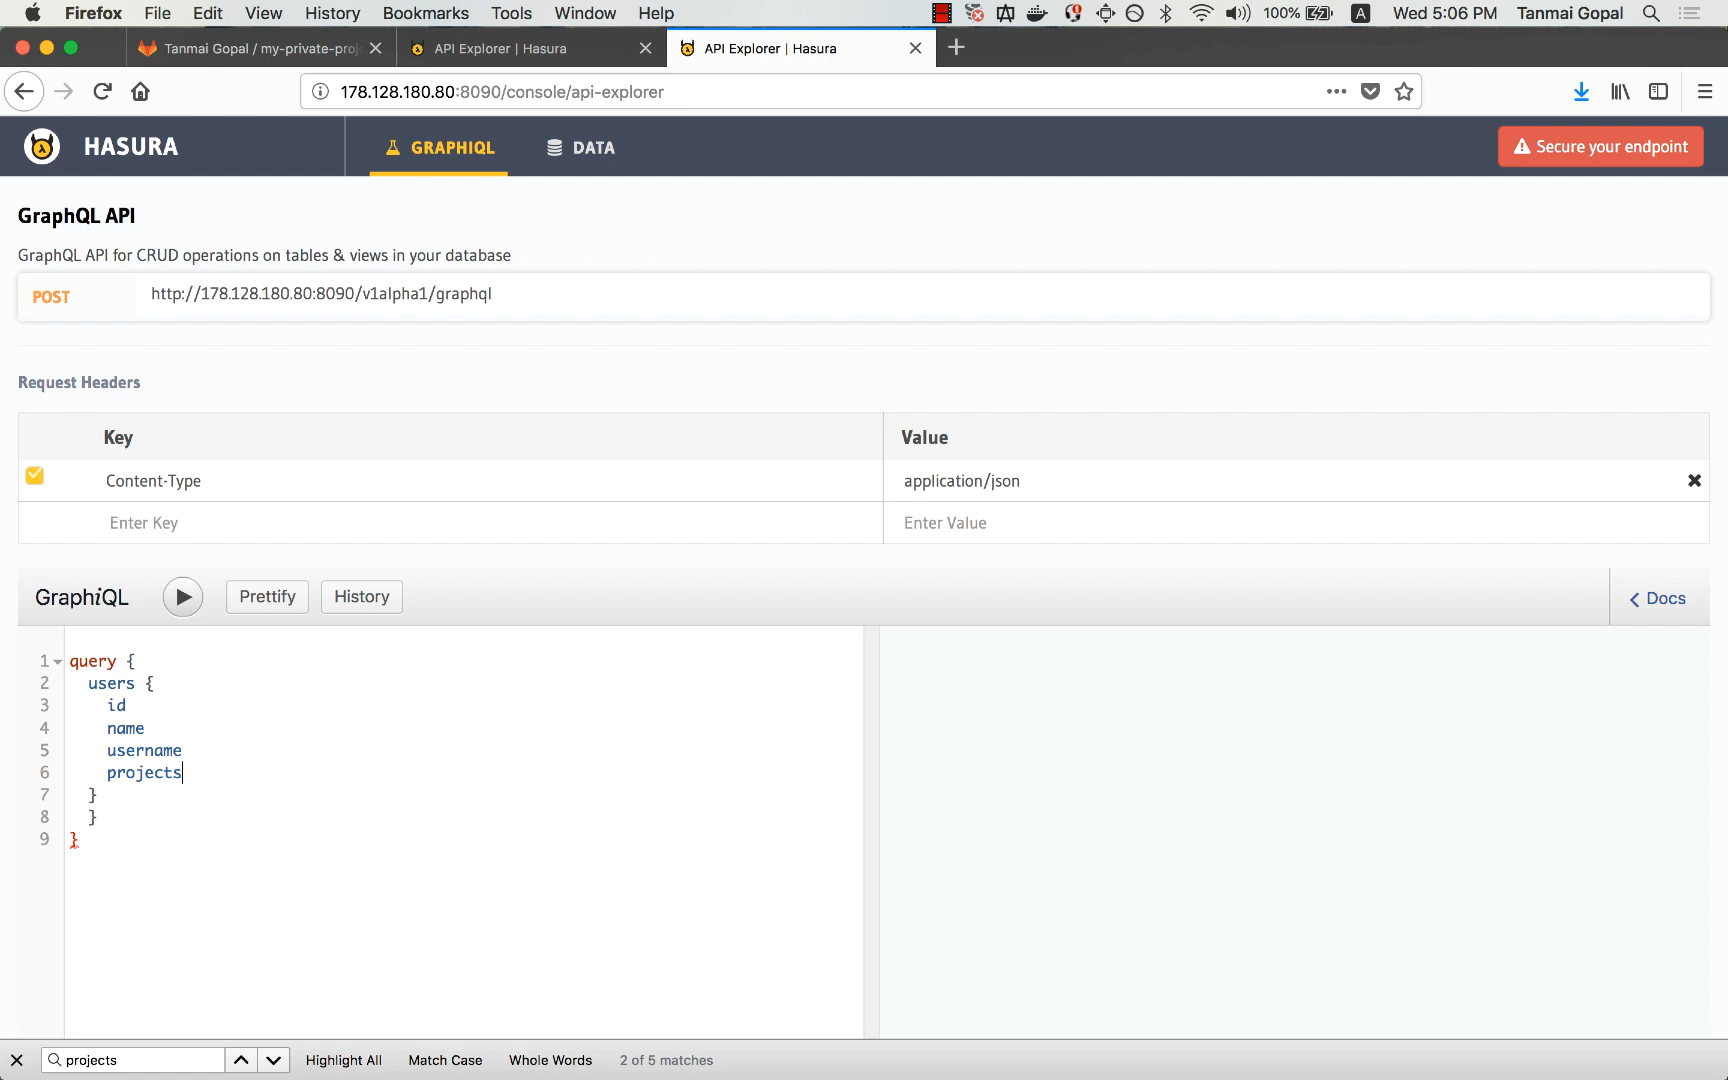 Firefox File Edit View History Bookmarks Tools Window Help 100% A Wed 5:06 PM Tanmai Gopal
Tanmai Gopal / my-private-proj API Explorer | Hasura API Explorer | Hasura
178.128.180.80:8090/console/api-explorer
HASURA GRAPHIQL DATA Secure your endpoint
GraphQL API
GraphQL API for CRUD operations on tables & views in your database
POST http://178.128.180.80:8090/v1alpha1/graphql
Request Headers
Key Value
Content-Type application/json
Enter Key Enter Value
GraphiQL Prettify History Docs
1 query {
2 users {
3 id
4 name
5 username
6 projects
7 }
8 }
9 }
projects Highlight All Match Case Whole Words 2 of 5 matches